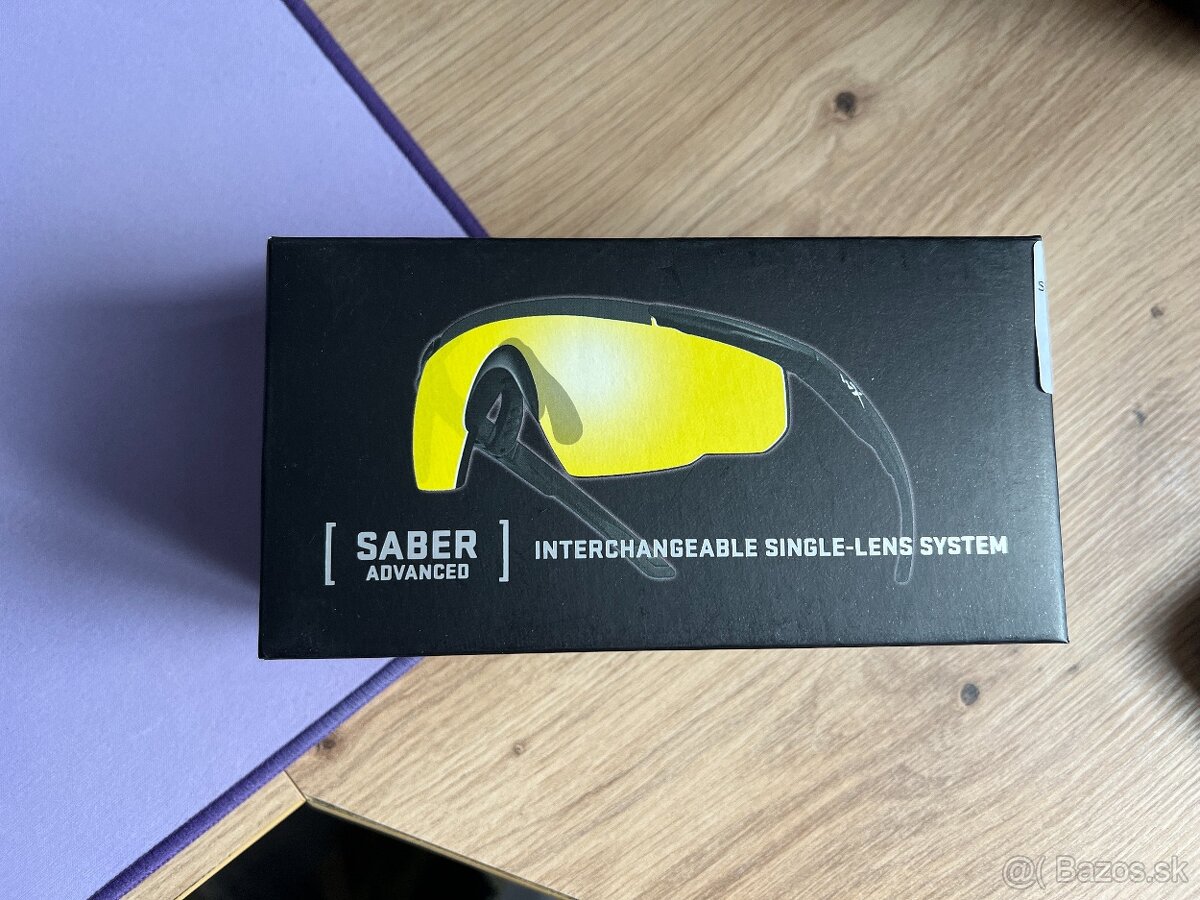 S
[ SABER ] INTERCHANGEABLE SINGLE-LENS SYSTEM
ADVANCED
@( Bazos.sk